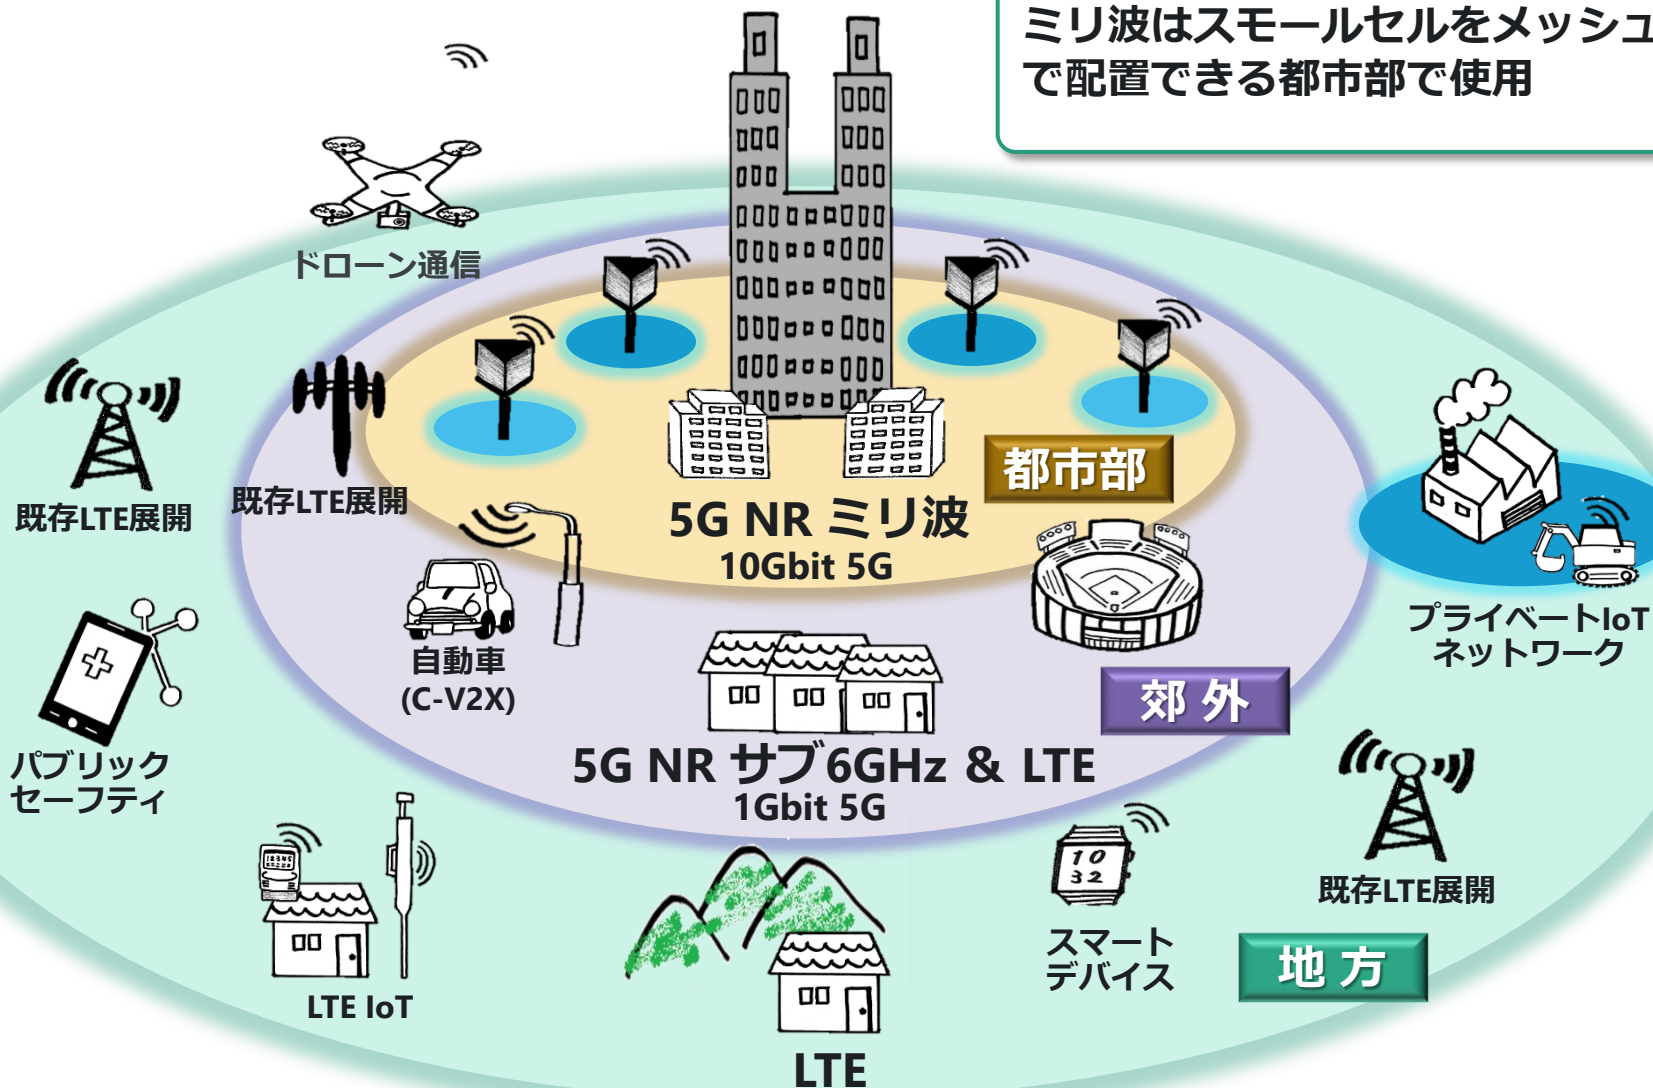 ミリ波はスモールセルをメッシュ
で配置できる都市部で使用
ドローン通信
既存LTE展開
既存LTE展開
都市部
5G NR ミリ波
10Gbit 5G
自動車
(C-V2X)
プライベートIoT
ネットワーク
郊外
5G NR サブ6GHz & LTE
1Gbit 5G
パブリック
セーフティ
12345
10
32
既存LTE展開
スマート
デバイス
地方
LTE IoT
LTE